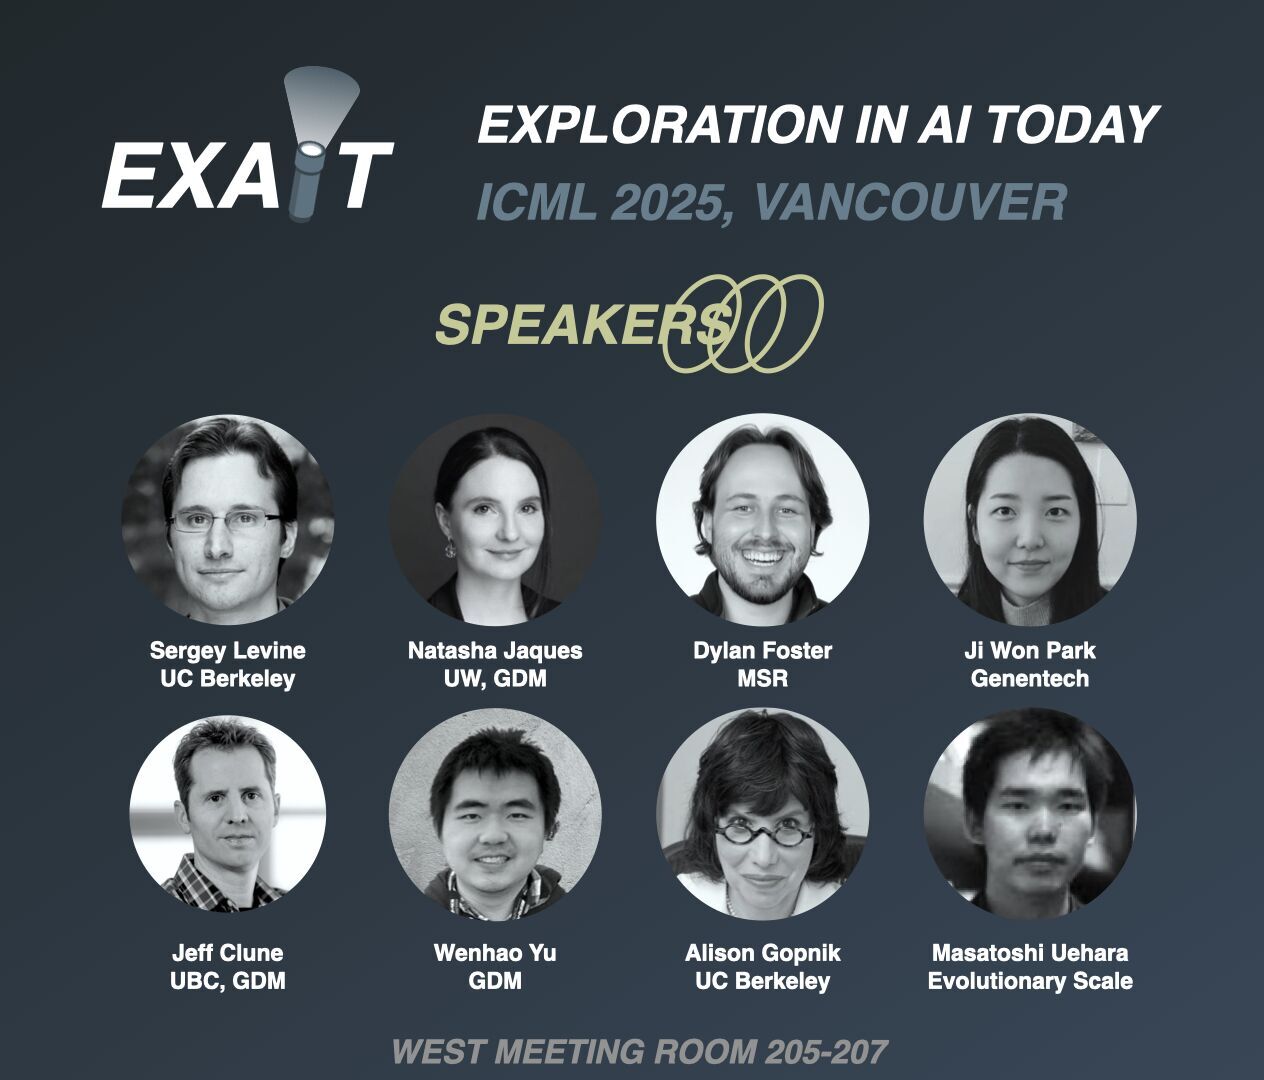 EXAIT
EXPLORATION IN AI TODAY
ICML 2025, VANCOUVER
SPEAKERS
Sergey Levine
UC Berkeley
Natasha Jaques
UW, GDM
Dylan Foster
MSR
Ji Won Park
Genentech
Jeff Clune
UBC, GDM
Wenhao Yu
GDM
Alison Gopnik
UC Berkeley
Masatoshi Uehara
Evolutionary Scale
WEST MEETING ROOM 205-207